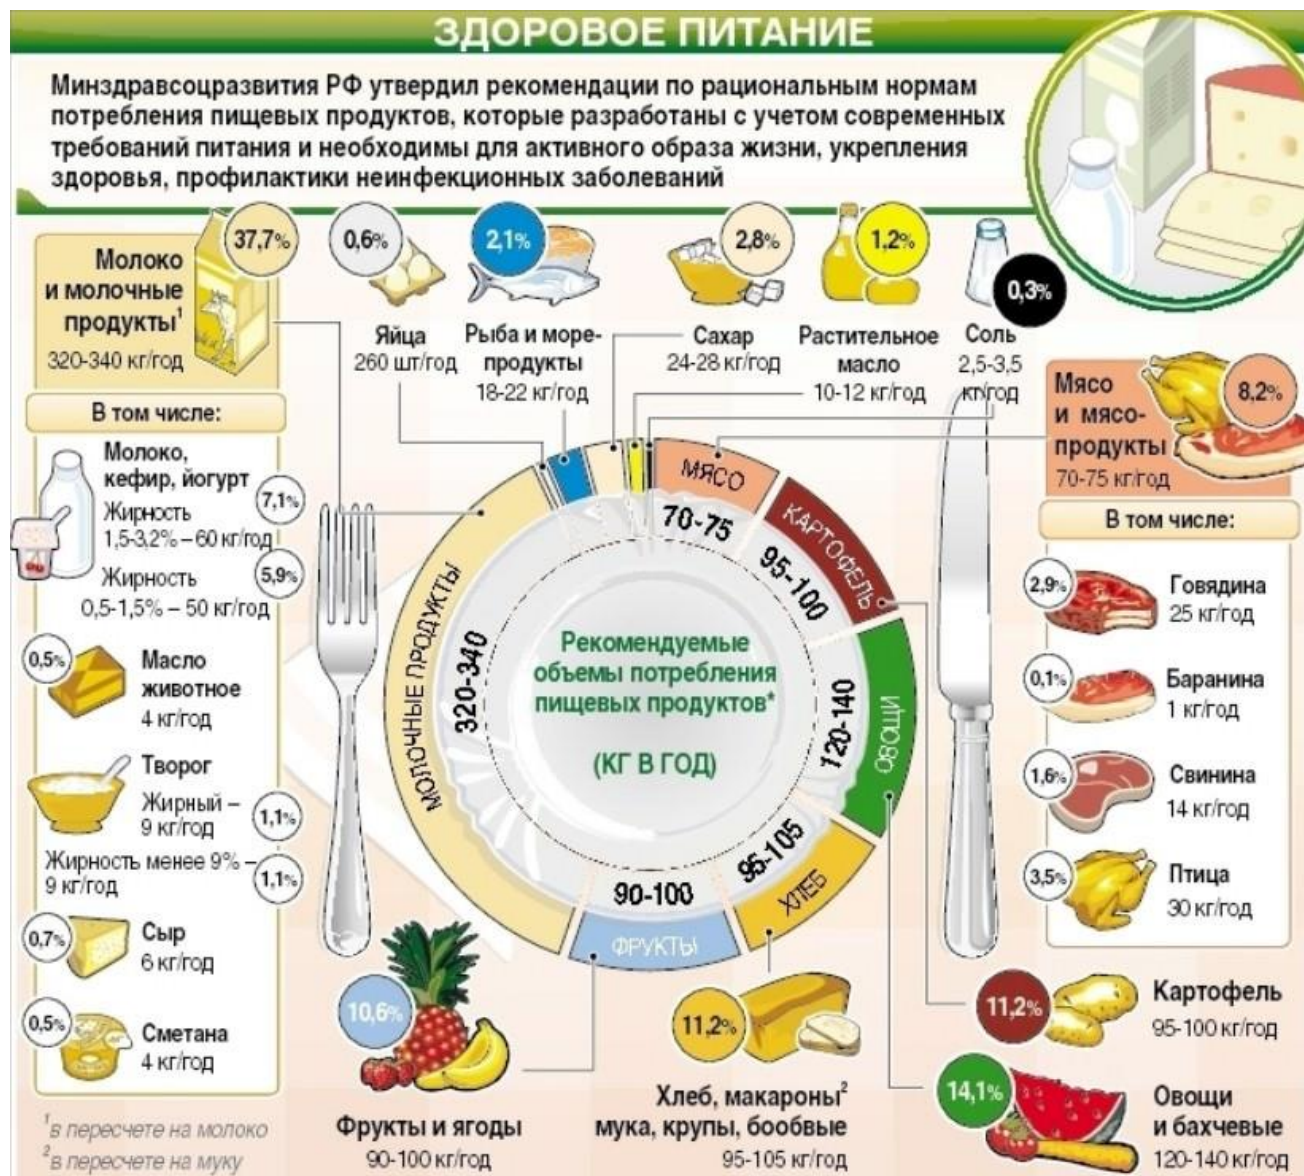 ЗДОРОВОЕ ПИТАНИЕ
Минздравсоцразвития РФ утвердил рекомендации по рациональным нормам
потребления пищевых продуктов, которые разработаны с учетом современных
требований питания и необходимы для активного образа жизни, укрепления
здоровья, профилактики неинфекционных заболеваний
37,7%
Молоко
и молочные
продукты¹
320-340 кг/год
0,6%
Яйца
260 шт/год
2,1%
Рыба и море-
продукты
18-22 кг/год
2,8%
Сахар
24-28 кг/год
1,2%
Растительное
масло
10-12 кг/год
0,3%
Соль
2,5-3,5
кг/год
8,2%
Мясо
и мясо-
продукты
70-75 кг/год
В том числе:
Молоко,
кефир, йогурт
7,1%
Жирность
1,5-3,2% – 60 кг/год
5,9%
Жирность
0,5-1,5% – 50 кг/год
0,5%
Масло
животное
4 кг/год
Творог
Жирный –
9 кг/год
1,1%
Жирность менее 9% –
9 кг/год
1,1%
0,7%
Сыр
6 кг/год
0,5%
Сметана
4 кг/год
¹в пересчете на молоко
²в пересчете на муку
МЯСО
70-75
КАРТОФЕЛЬ
95-100
ОВОЩИ
120-140
ХЛЕБ
95-105
ФРУКТЫ
90-100
МОЛОЧНЫЕ ПРОДУКТЫ
320-340
Рекомендуемые
объемы потребления
пищевых продуктов*
(КГ В ГОД)
В том числе:
2,9%
Говядина
25 кг/год
0,1%
Баранина
1 кг/год
1,6%
Свинина
14 кг/год
3,5%
Птица
30 кг/год
11,2%
Картофель
95-100 кг/год
14,1%
Овощи
и бахчевые
120-140 кг/год
10,6%
Фрукты и ягоды
90-100 кг/год
11,2%
Хлеб, макароны²
мука, крупы, бообвые
95-105 кг/год